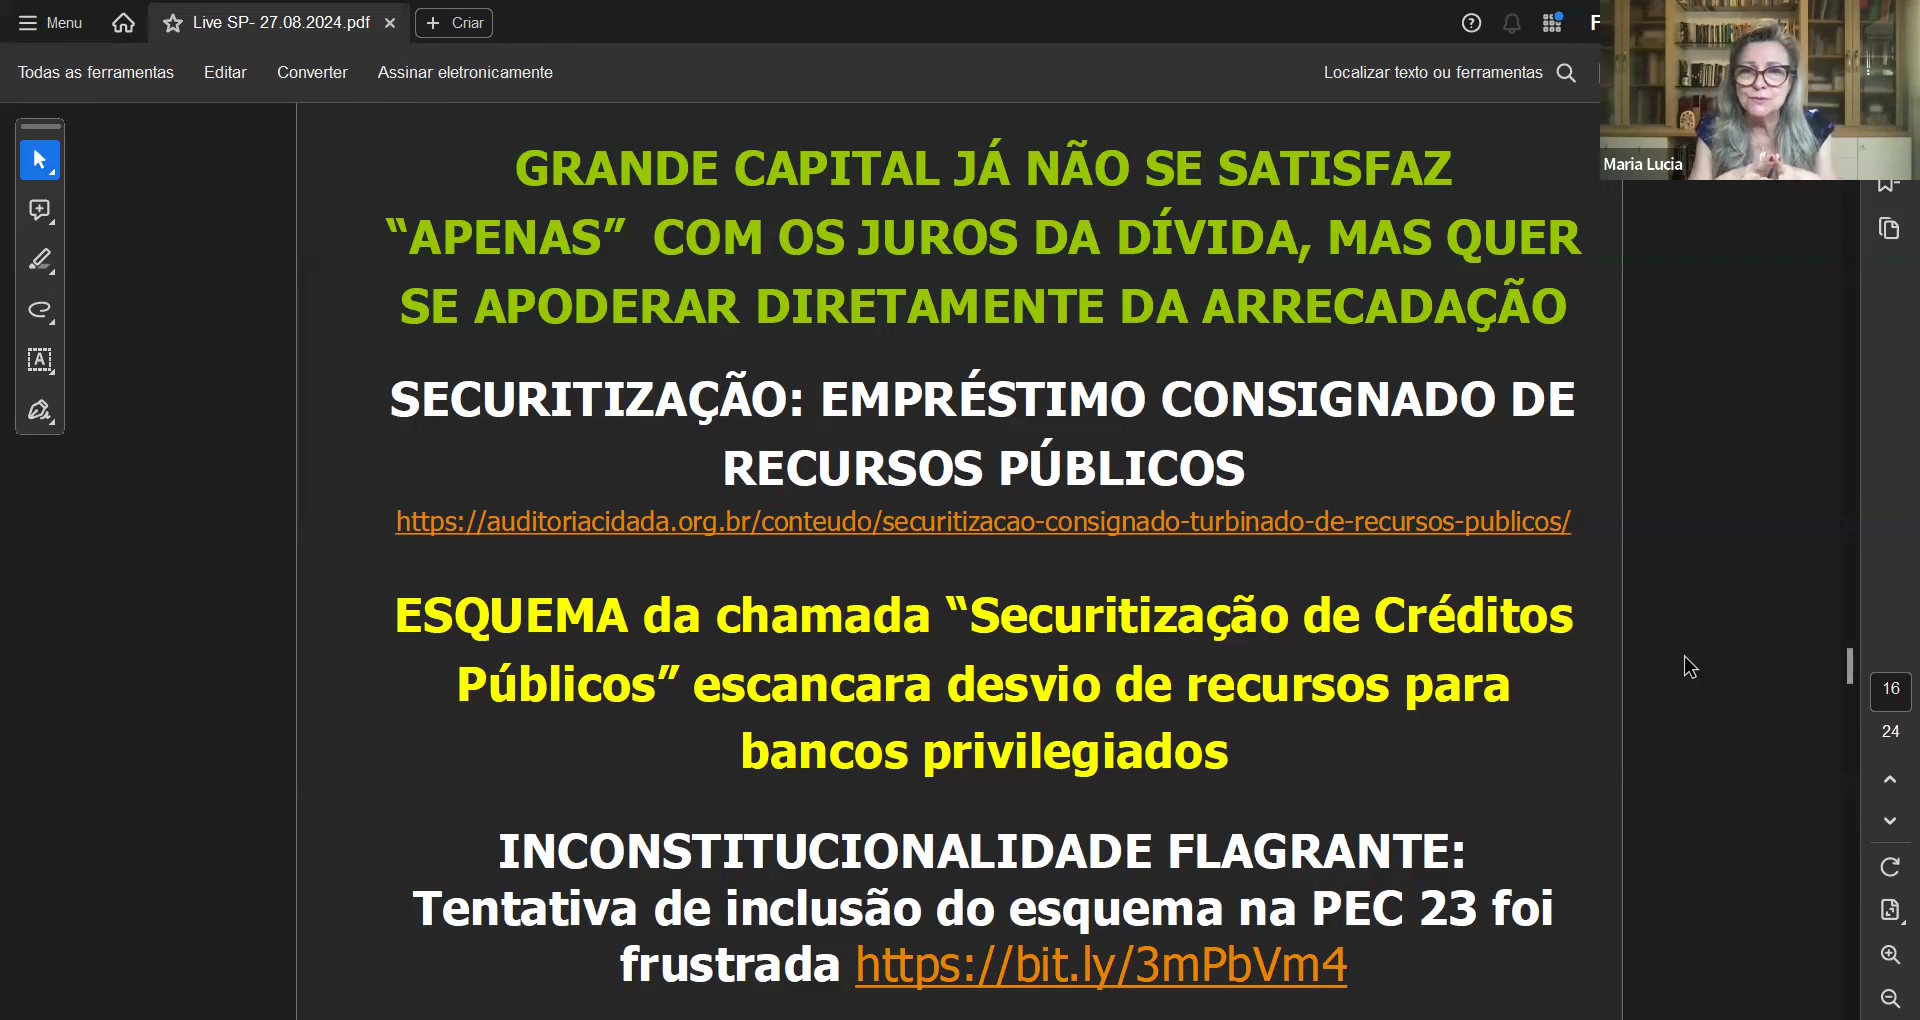 Menu
Live SP- 27.08.2024.pdf
Criar
Todas as ferramentas
Editar
Converter
Assinar eletronicamente
Localizar texto ou ferramentas
Maria Lucia
GRANDE CAPITAL JÁ NÃO SE SATISFAZ
“APENAS” COM OS JUROS DA DÍVIDA, MAS QUER
SE APODERAR DIRETAMENTE DA ARRECADAÇÃO
SECURITIZAÇÃO: EMPRÉSTIMO CONSIGNADO DE
RECURSOS PÚBLICOS
https://auditoriacidada.org.br/conteudo/securitizacao-consignado-turbinado-de-recursos-publicos/
ESQUEMA da chamada “Securitização de Créditos
Públicos” escancara desvio de recursos para
bancos privilegiados
INCONSTITUCIONALIDADE FLAGRANTE:
Tentativa de inclusão do esquema na PEC 23 foi
frustrada https://bit.ly/3mPbVm4
16
24